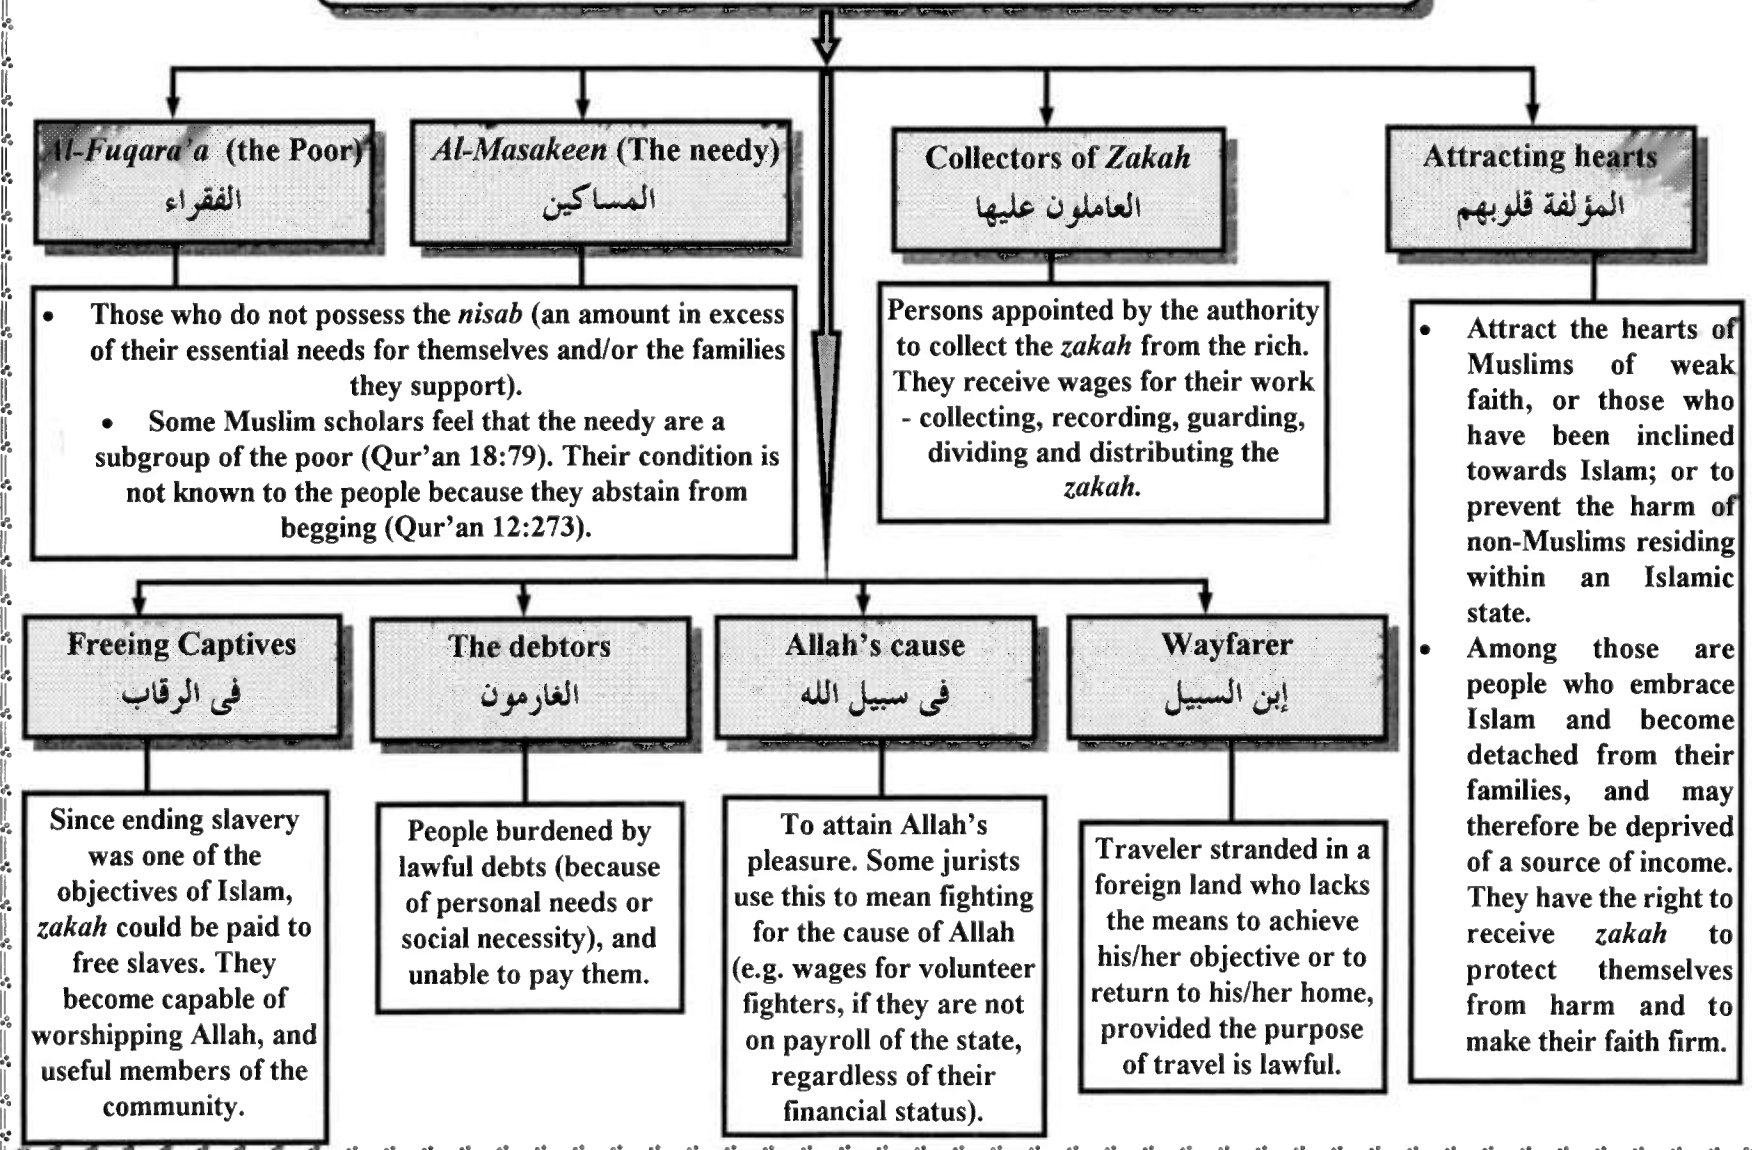 Al-Fuqara'a (the Poor)
الفقراء
Al-Masakeen (The needy)
المساكين
Collectors of Zakah
العاملون عليها
Attracting hearts
المؤلفة قلوبهم
• Those who do not possess the nisab (an amount in excess
of their essential needs for themselves and/or the families
they support).
• Some Muslim scholars feel that the needy are a
subgroup of the poor (Qur'an 18:79). Their condition is
not known to the people because they abstain from
begging (Qur'an 12:273).
Persons appointed by the authority
to collect the zakah from the rich.
They receive wages for their work
- collecting, recording, guarding,
dividing and distributing the
zakah.
• Attract the hearts of
Muslims of weak
faith, or those who
have been inclined
towards Islam; or to
prevent the harm of
non-Muslims residing
within an Islamic
state.
• Among those are
people who embrace
Islam and become
detached from their
families, and may
therefore be deprived
of a source of income.
They have the right to
receive zakah to
protect themselves
from harm and to
make their faith firm.
Freeing Captives
فى الرقاب
The debtors
الغارمون
Allah's cause
فى سبيل الله
Wayfarer
إبن السبيل
Since ending slavery
was one of the
objectives of Islam,
zakah could be paid to
free slaves. They
become capable of
worshipping Allah, and
useful members of the
community.
People burdened by
lawful debts (because
of personal needs or
social necessity), and
unable to pay them.
To attain Allah's
pleasure. Some jurists
use this to mean fighting
for the cause of Allah
(e.g. wages for volunteer
fighters, if they are not
on payroll of the state,
regardless of their
financial status).
Traveler stranded in a
foreign land who lacks
the means to achieve
his/her objective or to
return to his/her home,
provided the purpose
of travel is lawful.